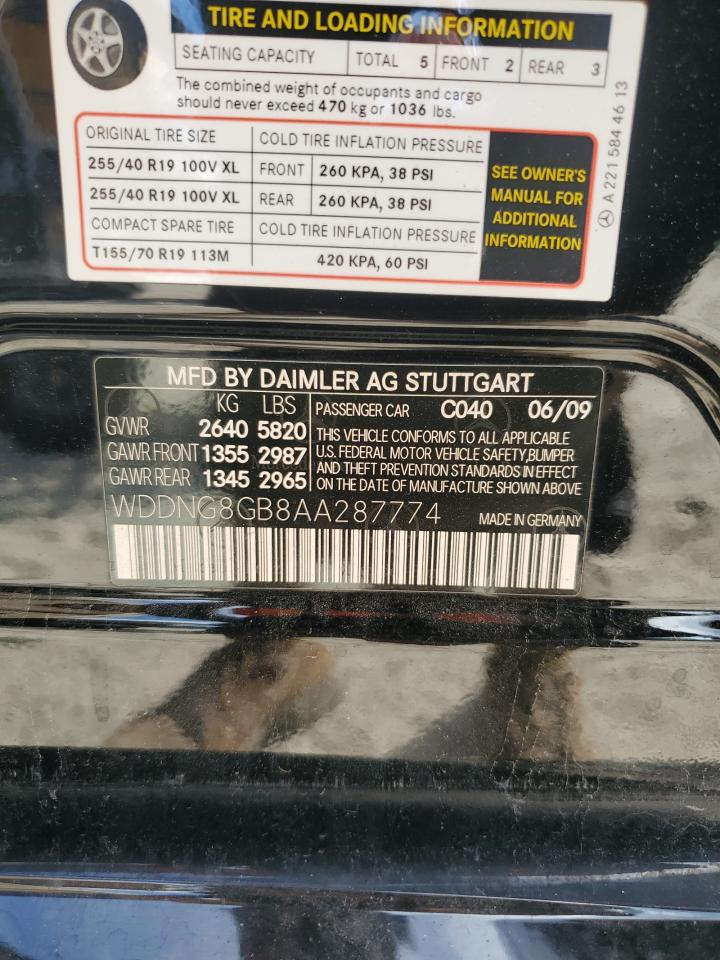 TIRE AND LOADING INFORMATION
SEATING CAPACITY TOTAL 5 FRONT 2 REAR 3
The combined weight of occupants and cargo
should never exceed 470 kg or 1036 lbs.
ORIGINAL TIRE SIZE COLD TIRE INFLATION PRESSURE
255/40 R19 100V XL FRONT 260 KPA, 38 PSI
255/40 R19 100V XL REAR 260 KPA, 38 PSI
COMPACT SPARE TIRE COLD TIRE INFLATION PRESSURE
T155/70 R19 113M 420 KPA, 60 PSI
SEE OWNER'S
MANUAL FOR
ADDITIONAL
INFORMATION
A 221 584 46 13
MFD BY DAIMLER AG STUTTGART
KG LBS
GVWR 2640 5820
GAWR FRONT 1355 2987
GAWR REAR 1345 2965
PASSENGER CAR C040 06/09
THIS VEHICLE CONFORMS TO ALL APPLICABLE
U.S. FEDERAL MOTOR VEHICLE SAFETY,BUMPER
AND THEFT PREVENTION STANDARDS IN EFFECT
ON THE DATE OF MANUFACTURE SHOWN ABOVE
WDDNG8GB8AA287774 MADE IN GERMANY